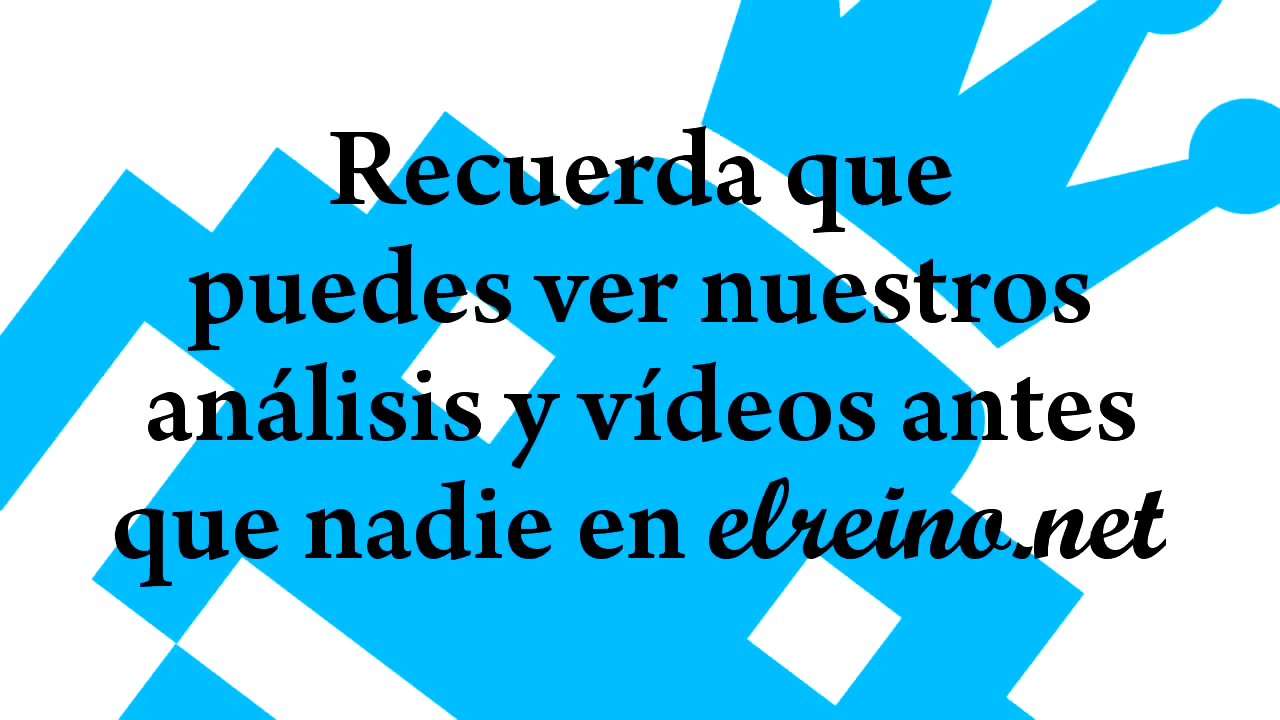 Recuerda que
puedes ver nuestros
análisis y vídeos antes
que nadie en elreino.net